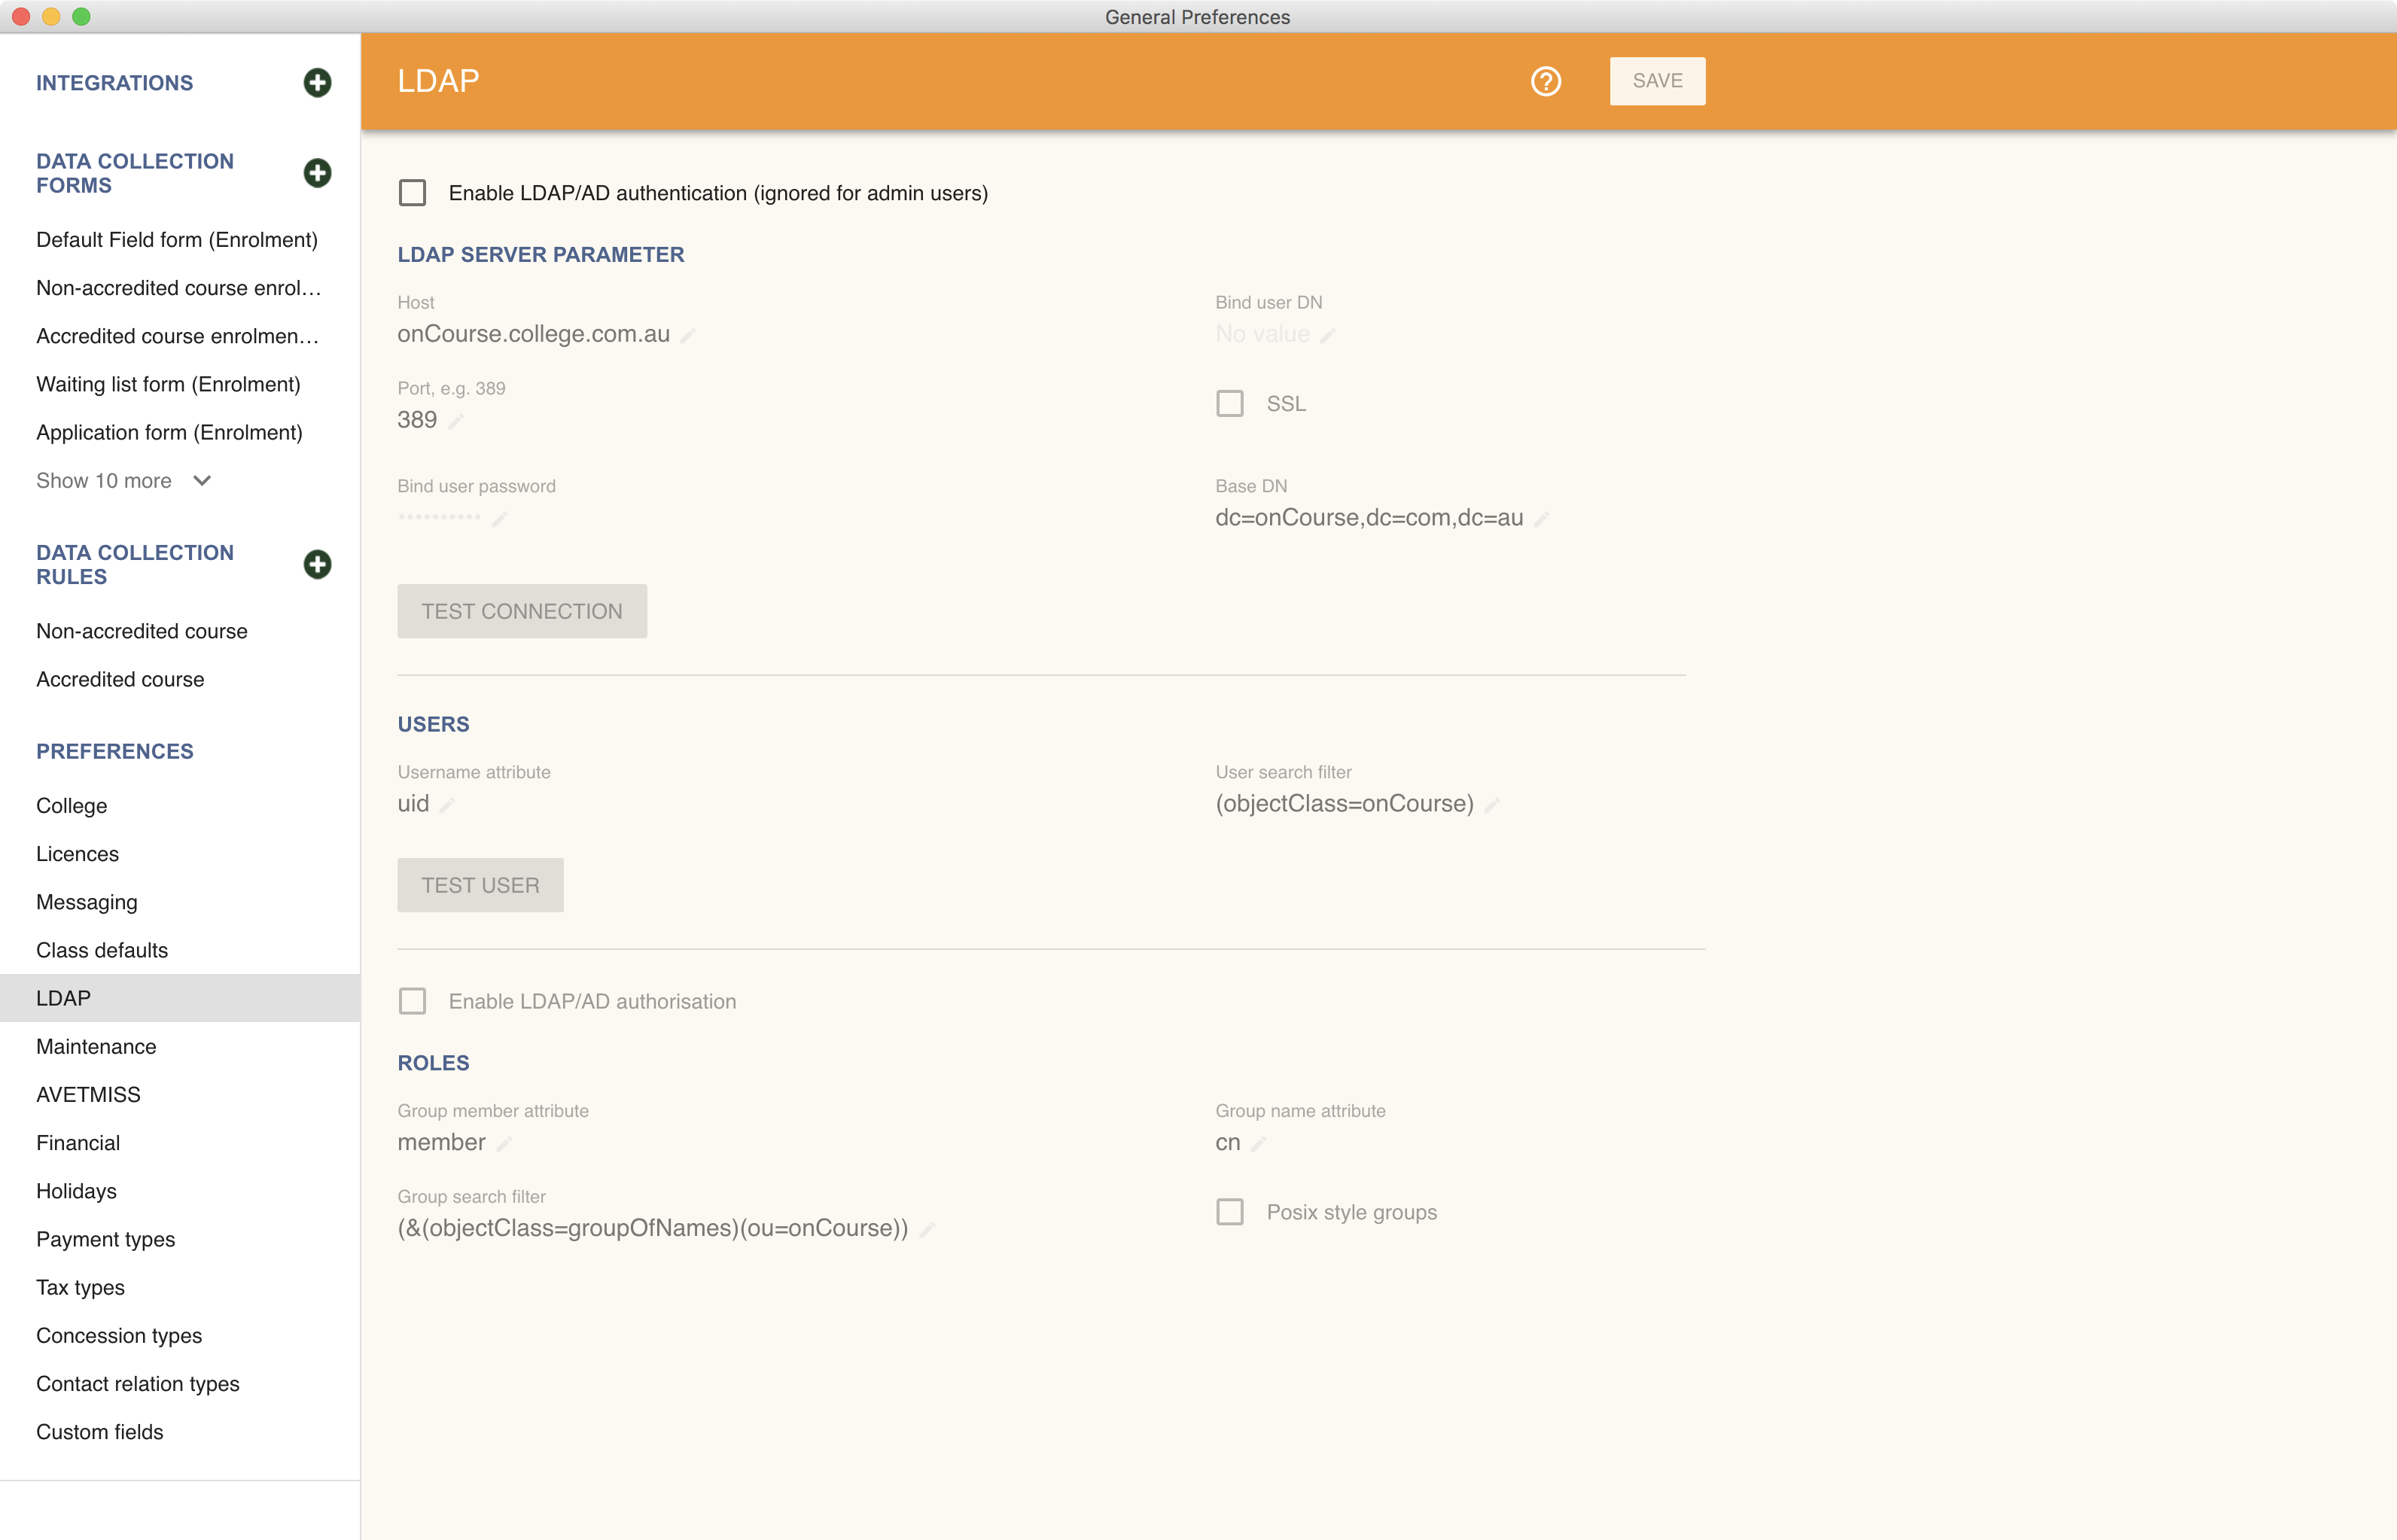 General Preferences
INTEGRATIONS
DATA COLLECTION
FORMS
Default Field form (Enrolment)
Non-accredited course enrol…
Accredited course enrolmen…
Waiting list form (Enrolment)
Application form (Enrolment)
Show 10 more
DATA COLLECTION
RULES
Non-accredited course
Accredited course
PREFERENCES
College
Licences
Messaging
Class defaults
LDAP
Maintenance
AVETMISS
Financial
Holidays
Payment types
Tax types
Concession types
Contact relation types
Custom fields
LDAP
SAVE
Enable LDAP/AD authentication (ignored for admin users)
LDAP SERVER PARAMETER
Host
onCourse.college.com.au
Bind user DN
No value
Port, e.g. 389
389
SSL
Bind user password
••••••••••
Base DN
dc=onCourse,dc=com,dc=au
TEST CONNECTION
USERS
Username attribute
uid
User search filter
(objectClass=onCourse)
TEST USER
Enable LDAP/AD authorisation
ROLES
Group member attribute
member
Group name attribute
cn
Group search filter
(&(objectClass=groupOfNames)(ou=onCourse))
Posix style groups